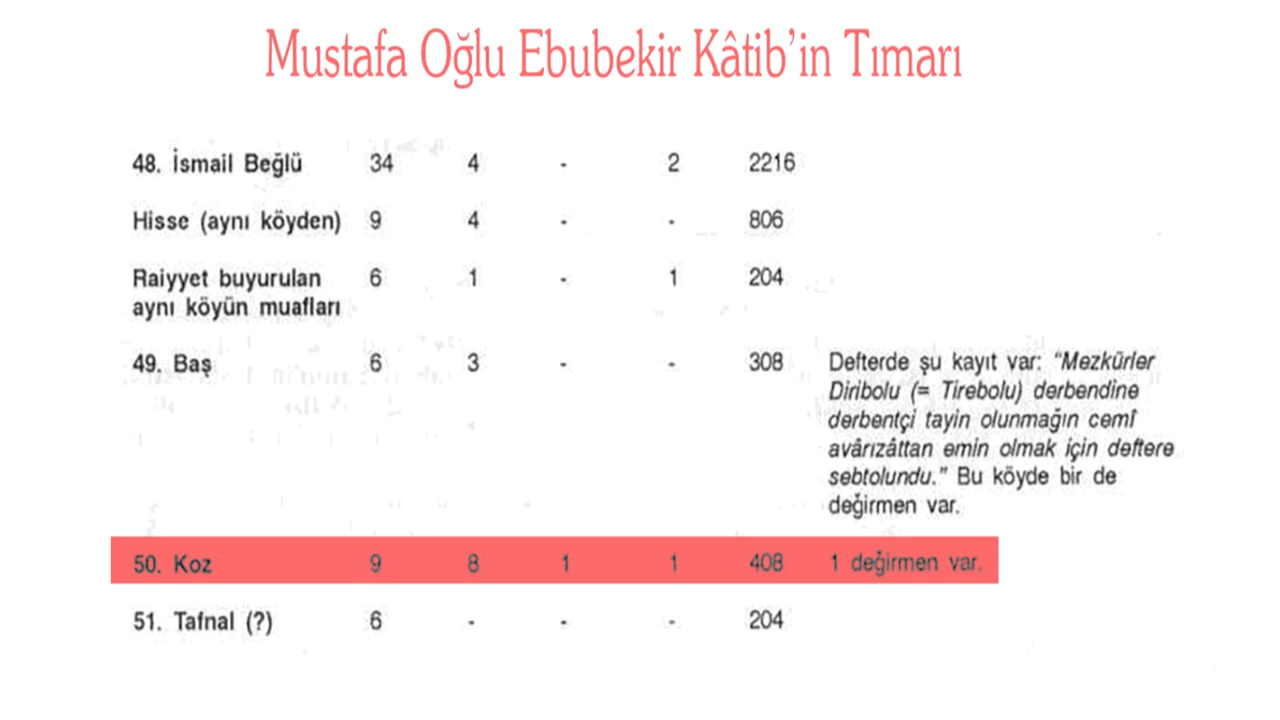 Mustafa Oğlu Ebubekir Kâtib'in Tımarı
48. İsmail Beğlü 34 4 - 2 2216
Hisse (aynı köyden) 9 4 - - 806
Raiyyet buyurulan 6 1 - 1 204
aynı köyün muafları
49. Baş 6 3 - - 308 Defterde şu kayıt var: "Mezkürler
Diribolu (= Tirebolu) derbendine
derbentçi tayin olunmağın cemî
avârızâttan emin olmak için deftere
sebtolundu." Bu köyde bir de
değirmen var.
50. Koz 9 8 1 1 408 1 değirmen var.
51. Tafnal (?) 6 - - - 204